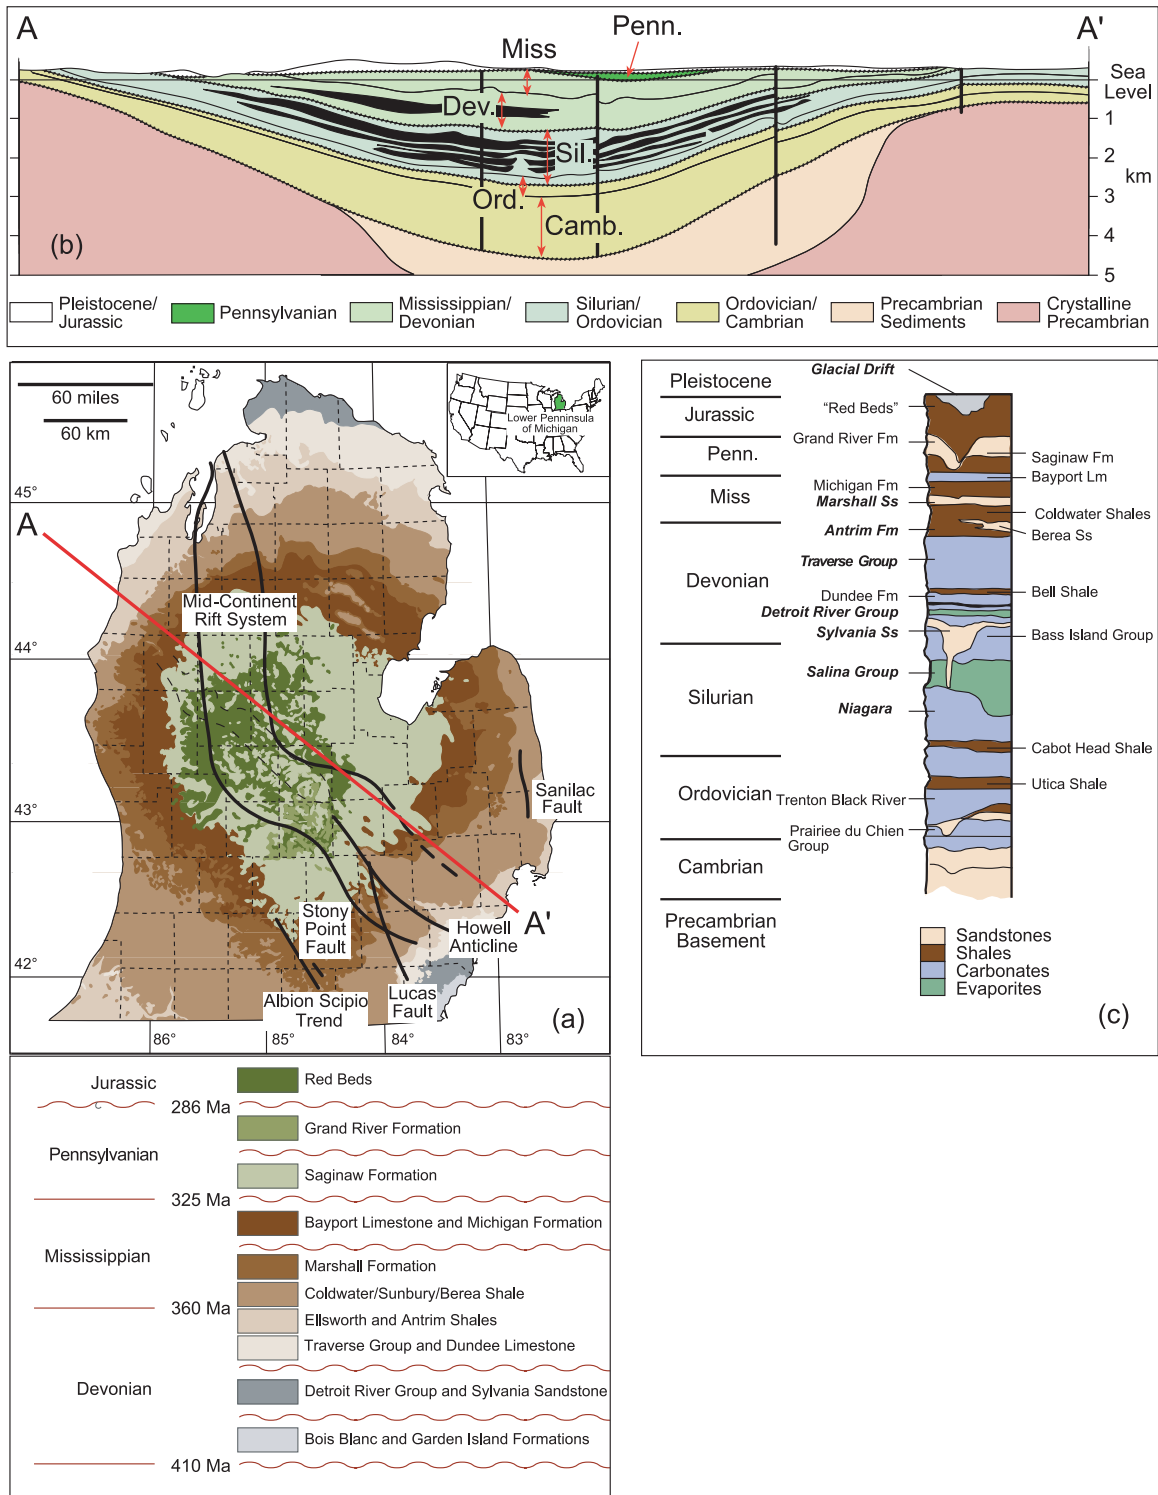 A
A'
Penn.
Miss
Dev.
Sil.
Ord.
Camb.
Sea
Level
1
2
km
3
4
5
(b)
Pleistocene/
Jurassic
Pennsylvanian
Mississippian/
Devonian
Silurian/
Ordovician
Ordovician/
Cambrian
Precambrian
Sediments
Crystalline
Precambrian
60 miles
60 km
Lower Penninsula
of Michigan
45°
A
Mid-Continent
Rift System
44°
43°
Sanilac
Fault
Stony
Point
Fault
A'
Howell
Anticline
42°
Albion Scipio
Trend
Lucas
Fault
(a)
86°
85°
84°
83°
Jurassic
Red Beds
286 Ma
Grand River Formation
Pennsylvanian
Saginaw Formation
325 Ma
Bayport Limestone and Michigan Formation
Mississippian
Marshall Formation
Coldwater/Sunbury/Berea Shale
360 Ma
Ellsworth and Antrim Shales
Traverse Group and Dundee Limestone
Devonian
Detroit River Group and Sylvania Sandstone
Bois Blanc and Garden Island Formations
410 Ma
Glacial Drift
Pleistocene
"Red Beds"
Jurassic
Grand River Fm
Penn.
Saginaw Fm
Bayport Lm
Michigan Fm
Miss
Marshall Ss
Coldwater Shales
Antrim Fm
Berea Ss
Traverse Group
Devonian
Dundee Fm
Bell Shale
Detroit River Group
Sylvania Ss
Bass Island Group
Salina Group
Silurian
Niagara
Cabot Head Shale
Utica Shale
Ordovician
Trenton Black River
Prairiee du Chien
Group
Cambrian
Precambrian
Basement
Sandstones
Shales
Carbonates
Evaporites
(c)